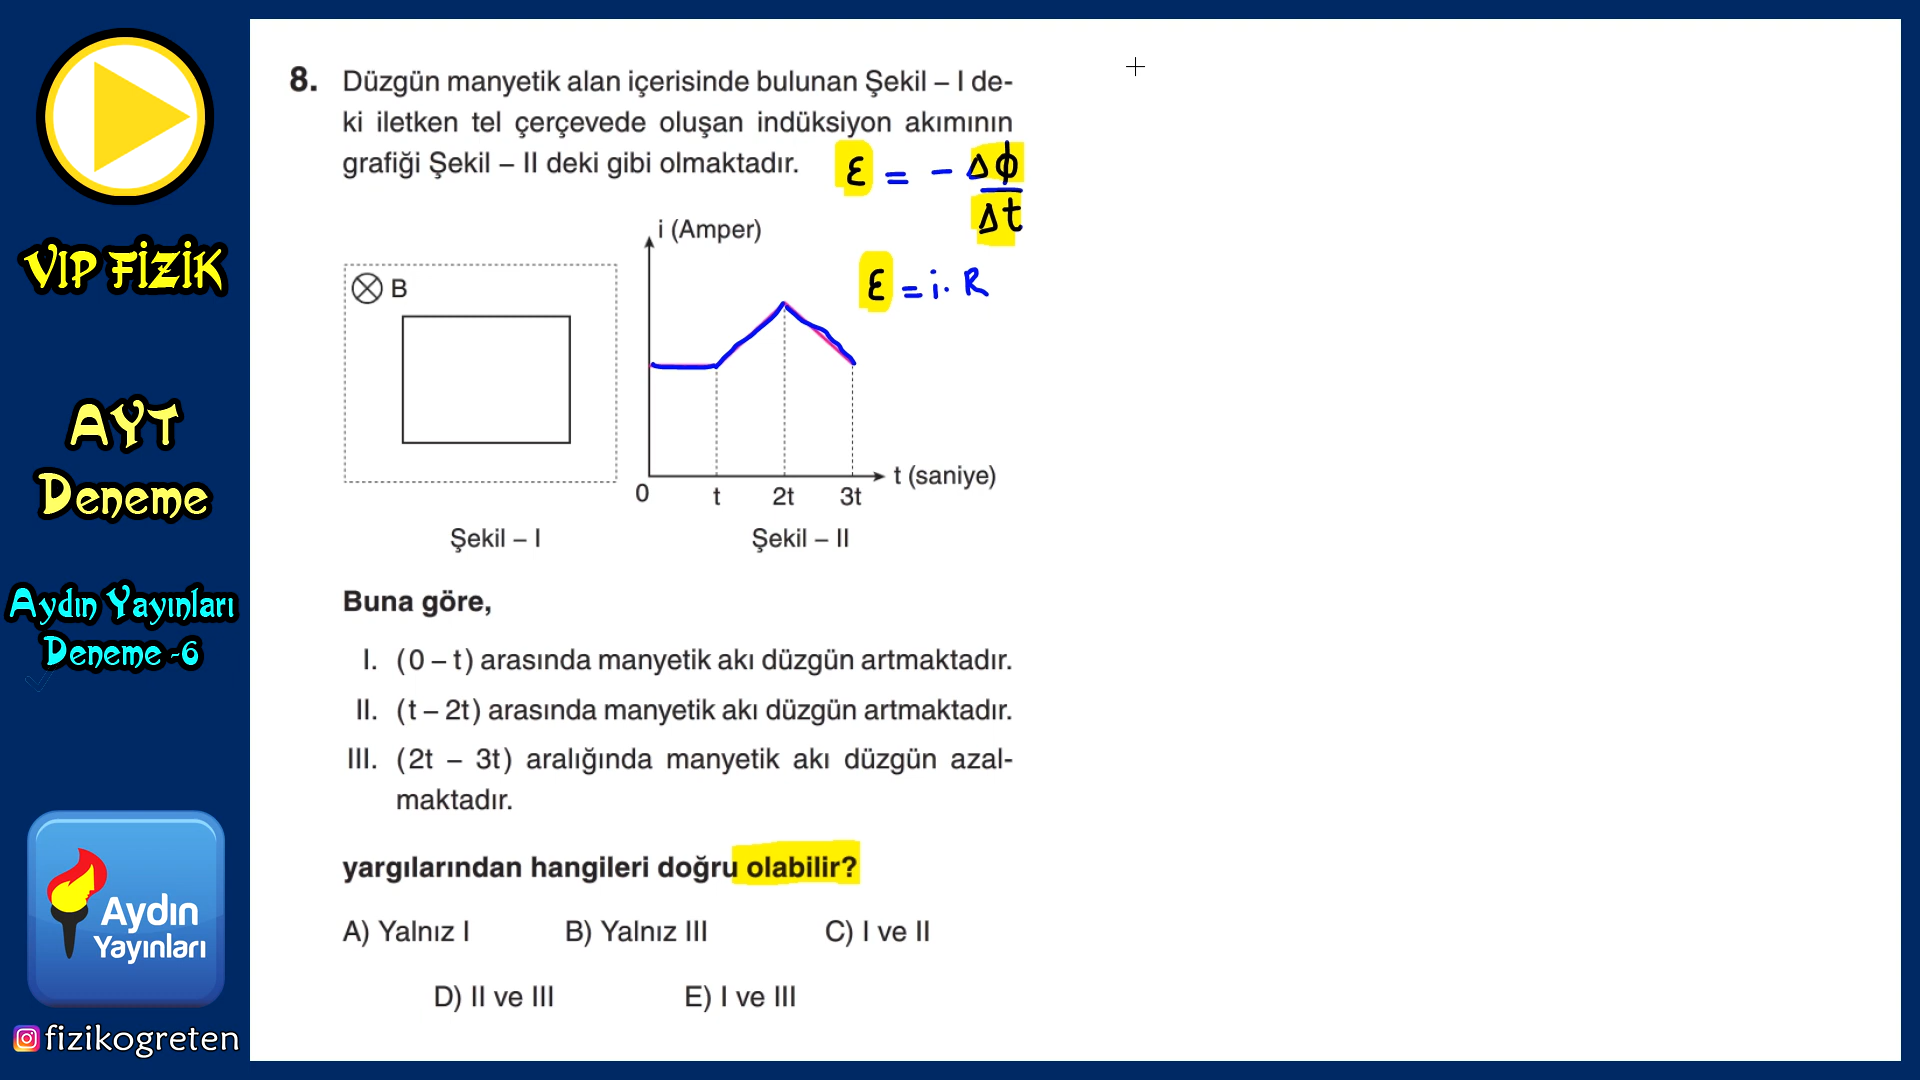 VIP FİZİK
AYT
Deneme
Aydın Yayınları
Deneme -6
Aydın
Yayınları
fizikogreten
8. Düzgün manyetik alan içerisinde bulunan Şekil – I de-
ki iletken tel çerçevede oluşan indüksiyon akımının
grafiği Şekil – II deki gibi olmaktadır.
ε = - Δϕ
Δt
ε = i. R
B
i (Amper)
t (saniye)
0 t 2t 3t
Şekil – I Şekil – II
Buna göre,
I. (0 – t) arasında manyetik akı düzgün artmaktadır.
II. (t – 2t) arasında manyetik akı düzgün artmaktadır.
III. (2t – 3t) aralığında manyetik akı düzgün azal-
maktadır.
yargılarından hangileri doğru olabilir?
A) Yalnız I B) Yalnız III C) I ve II
D) II ve III E) I ve III